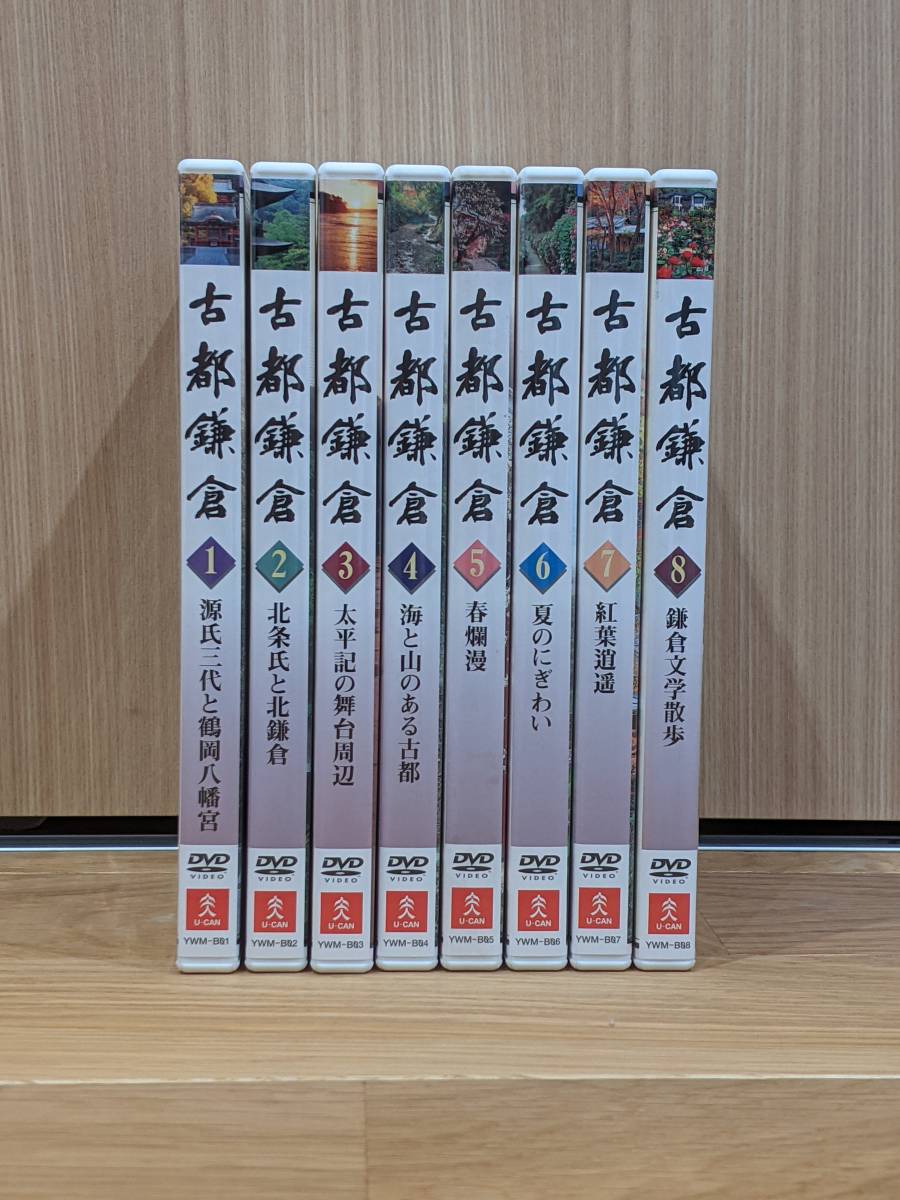 古都鎌倉
1
源氏三代と鶴岡八幡宮
DVD
VIDEO
U-CAN
YWM-B01
古都鎌倉
2
北条氏と北鎌倉
DVD
VIDEO
U-CAN
YWM-B02
古都鎌倉
3
太平記の舞台周辺
DVD
VIDEO
U-CAN
YWM-B03
古都鎌倉
4
海と山のある古都
DVD
VIDEO
U-CAN
YWM-B04
古都鎌倉
5
春爛漫
DVD
VIDEO
U-CAN
YWM-B05
古都鎌倉
6
夏のにぎわい
DVD
VIDEO
U-CAN
YWM-B06
古都鎌倉
7
紅葉逍遥
DVD
VIDEO
U-CAN
YWM-B07
古都鎌倉
8
鎌倉文学散歩
DVD
VIDEO
U-CAN
YWM-B08